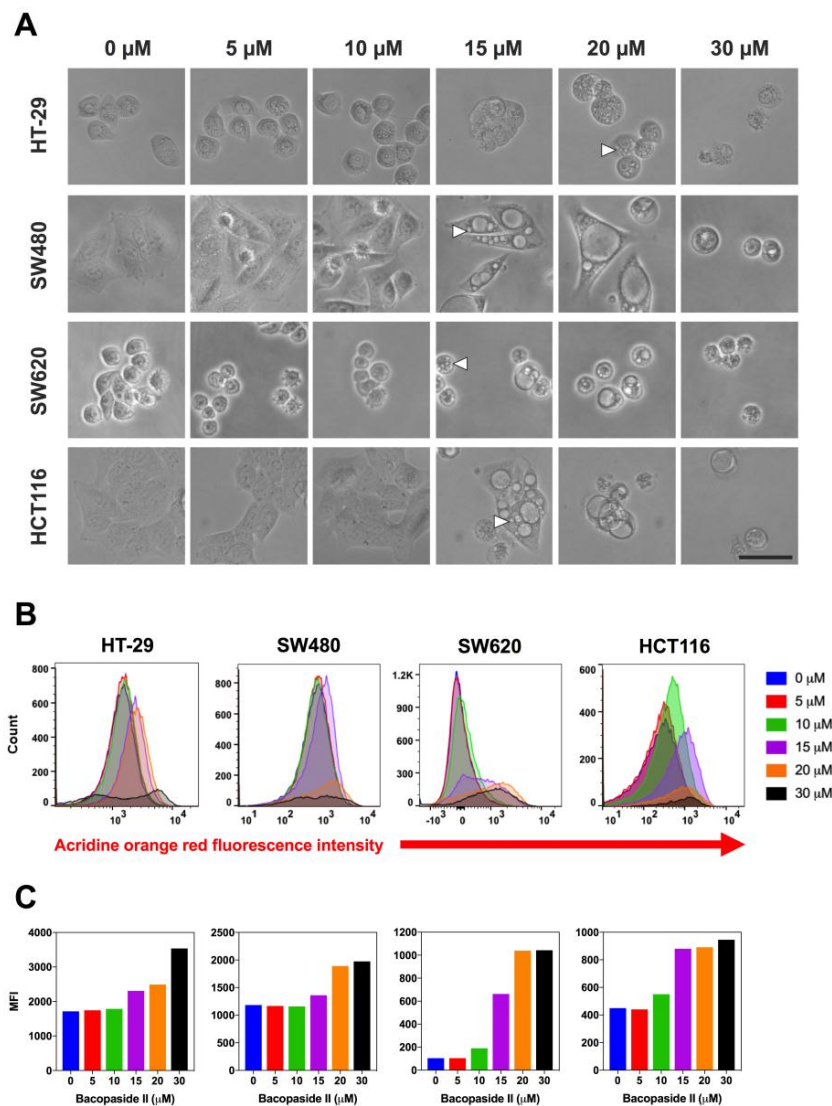 A
0 µM 5 µM 10 µM 15 µM 20 µM 30 µM
HT-29
SW480
SW620
HCT116
B
HT-29 SW480 SW620 HCT116
Count
800
600
400
200
0
10³ 10⁴
800
600
400
200
0
10² 10³ 10⁴
1.2K
900
600
300
0
-10³ 0 10³ 10⁴
600
400
200
0
10¹ 10² 10³ 10⁴
0 µM
5 µM
10 µM
15 µM
20 µM
30 µM
Acridine orange red fluorescence intensity
C
MFI
4000
3000
2000
1000
0
0 5 10 15 20 30
Bacopaside II (µM)
2500
2000
1500
1000
500
0
0 5 10 15 20 30
Bacopaside II (µM)
1200
1000
800
600
400
200
0
0 5 10 15 20 30
Bacopaside II (µM)
1000
800
600
400
200
0
0 5 10 15 20 30
Bacopaside II (µM)